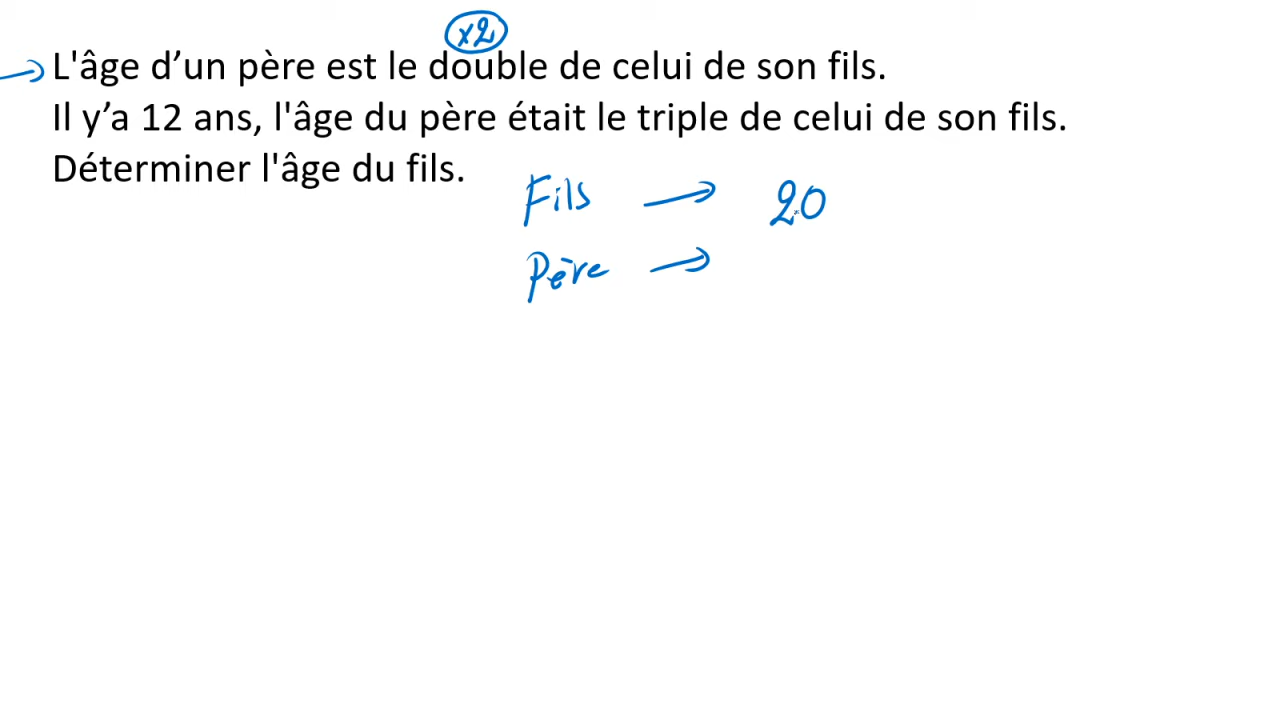 ×2
L'âge d’un père est le double de celui de son fils.
Il y’a 12 ans, l'âge du père était le triple de celui de son fils.
Déterminer l'âge du fils.
Fils → 20
Père →